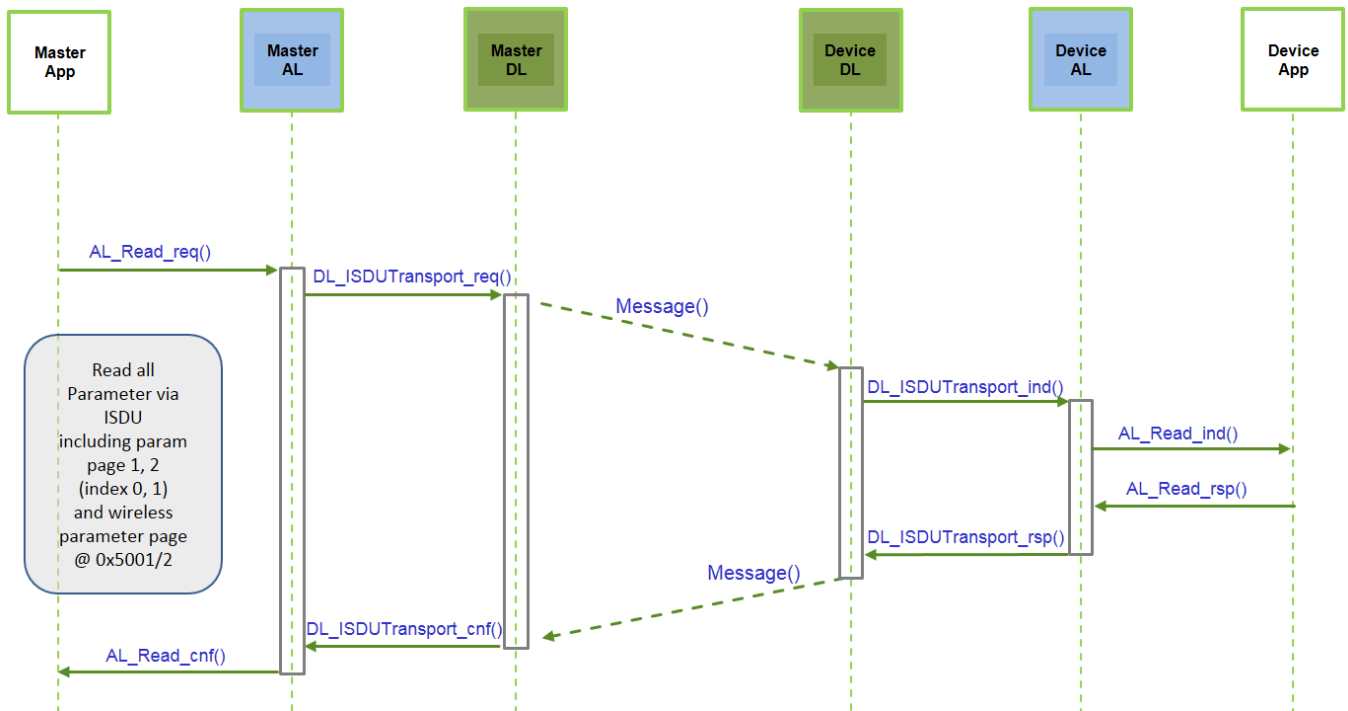 Master
App
Master
AL
Master
DL
Device
DL
Device
AL
Device
App
AL_Read_req()
DL_ISDUTransport_req()
Message()
Read all
Parameter via
ISDU
including param
page 1, 2
(index 0, 1)
and wireless
parameter page
@ 0x5001/2
DL_ISDUTransport_ind()
AL_Read_ind()
AL_Read_rsp()
DL_ISDUTransport_rsp()
Message()
DL_ISDUTransport_cnf()
AL_Read_cnf()